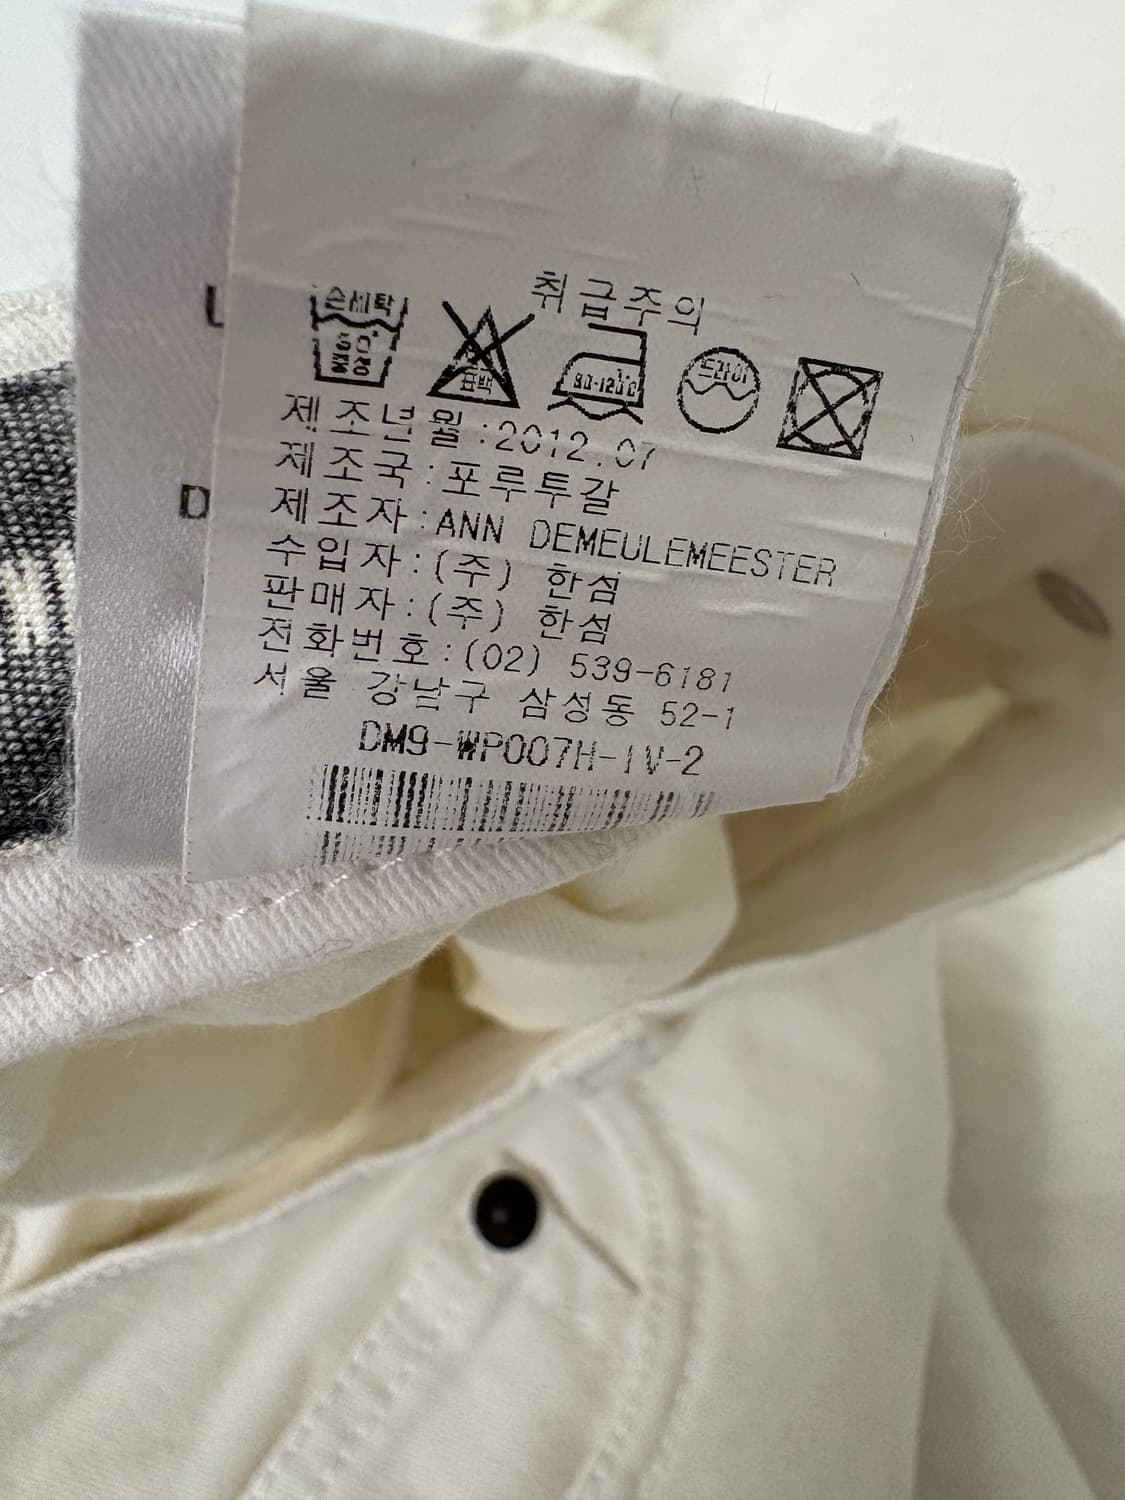 취급주의
손세탁
30° 중성
표백
80-120℃
드라이
제조년월:2012.07
제조국:포루투갈
제조자:ANN DEMEULEMEESTER
수입자:(주) 한섬
판매자:(주) 한섬
전화번호:(02) 539-6181
서울 강남구 삼성동 52-1
DM9-WP007H-IV-2